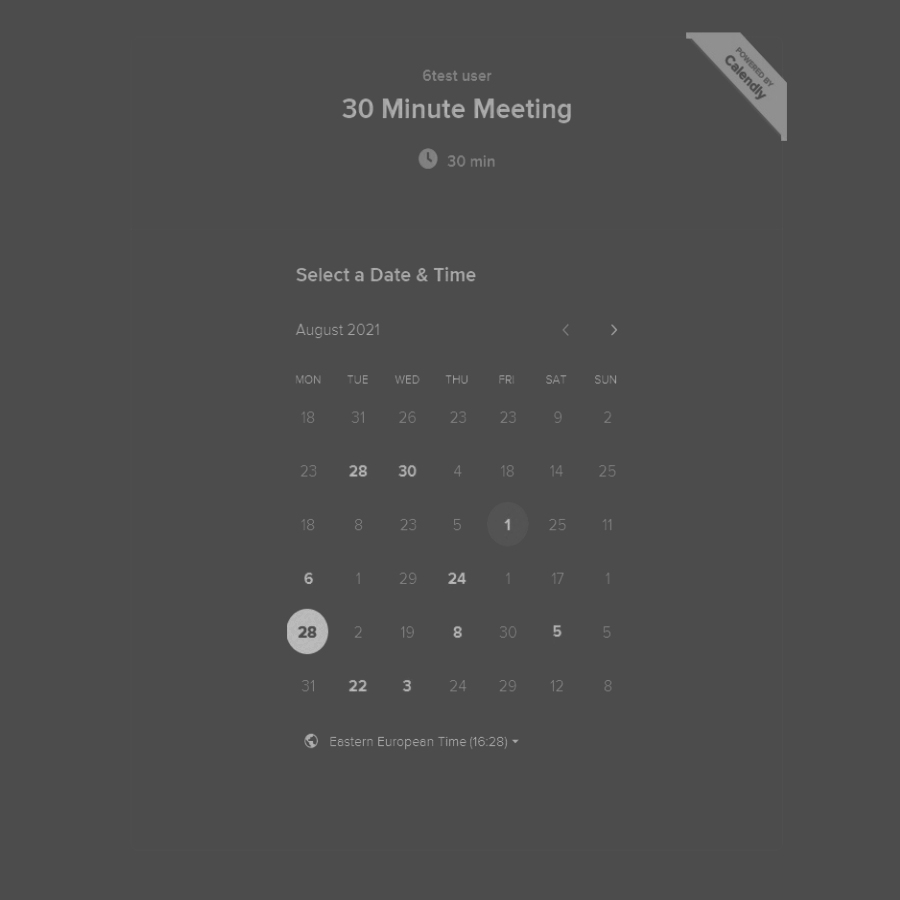 POWERED BY
Calendly
6test user
30 Minute Meeting
30 min
Select a Date & Time
August 2021
MON TUE WED THU FRI SAT SUN
18 31 26 23 23 9 2
23 28 30 4 18 14 25
18 8 23 5 1 25 11
6 1 29 24 1 17 1
28 2 19 8 30 5 5
31 22 3 24 29 12 8
Eastern European Time (16:28)